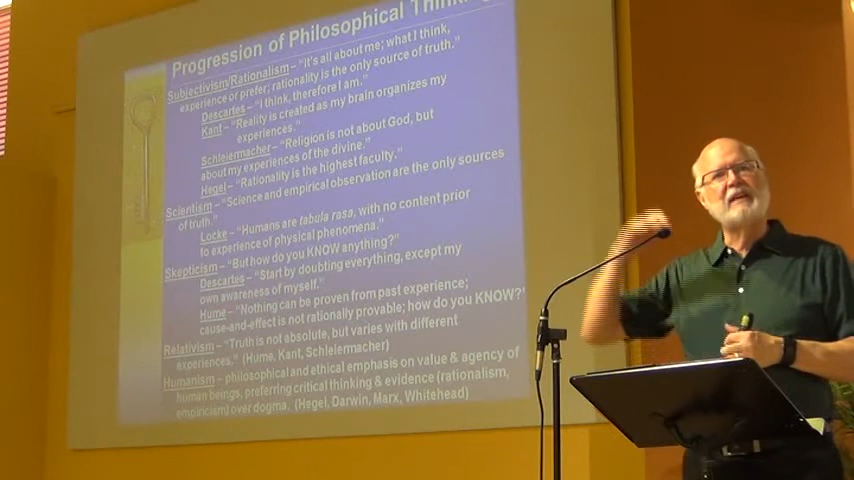 Progression of Philosophical Thinking
Subjectivism/Rationalism – "It's all about me; what I think,
experience or prefer; rationality is the only source of truth."
Descartes – "I think, therefore I am."
Kant – "Reality is created as my brain organizes my
experiences."
Schleiermacher – "Religion is not about God, but
about my experiences of the divine."
Hegel – "Rationality is the highest faculty."
Scientism – "Science and empirical observation are the only sources
of truth."
Locke – "Humans are tabula rasa, with no content prior
to experience of physical phenomena."
Skepticism – "But how do you KNOW anything?"
Descartes – "Start by doubting everything, except my
own awareness of myself."
Hume – "Nothing can be proven from past experience;
cause-and-effect is not rationally provable; how do you KNOW?"
Relativism – "Truth is not absolute, but varies with different
experiences." (Hume, Kant, Schleiermacher)
Humanism – philosophical and ethical emphasis on value & agency of
human beings, preferring critical thinking & evidence (rationalism,
empiricism) over dogma. (Hegel, Darwin, Marx, Whitehead)